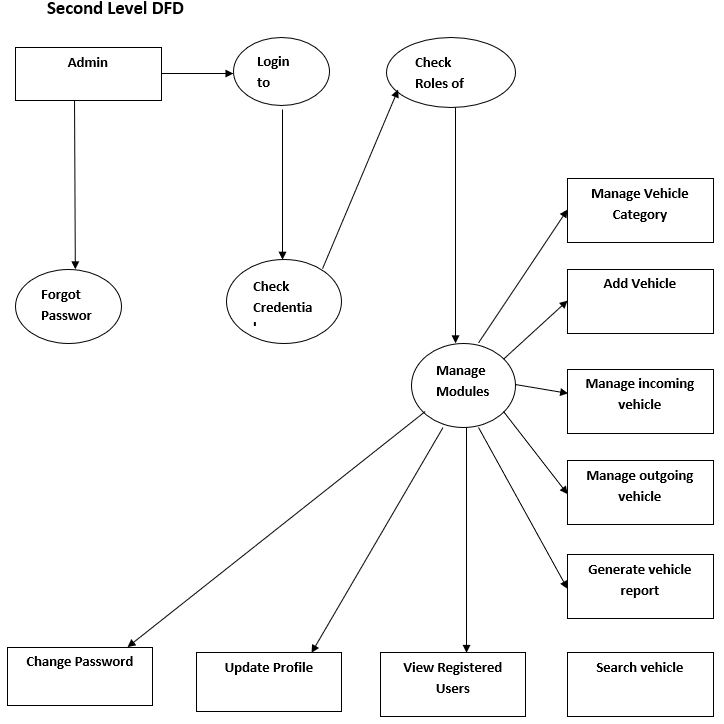 Second Level DFD
Admin
Login
to
Check
Roles of
Manage Vehicle
Category
Add Vehicle
Forgot
Passwor
Check
Credentia
Manage
Modules
Manage incoming
vehicle
Manage outgoing
vehicle
Generate vehicle
report
Change Password
Update Profile
View Registered
Users
Search vehicle